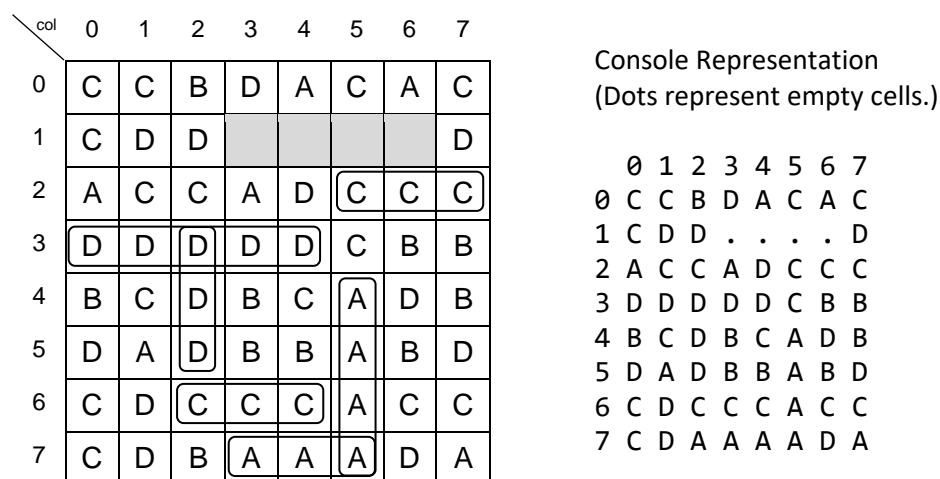 col 0 1 2 3 4 5 6 7
0 C C B D A C A C
1 C D D D
2 A C C A D C C C
3 D D D D D C B B
4 B C D B C A D B
5 D A D B B A B D
6 C D C C C A C C
7 C D B A A A D A
Console Representation
(Dots represent empty cells.)
0 1 2 3 4 5 6 7
0 C C B D A C A C
1 C D D . . . . D
2 A C C A D C C C
3 D D D D D C B B
4 B C D B C A D B
5 D A D B B A B D
6 C D C C C A C C
7 C D A A A A D A